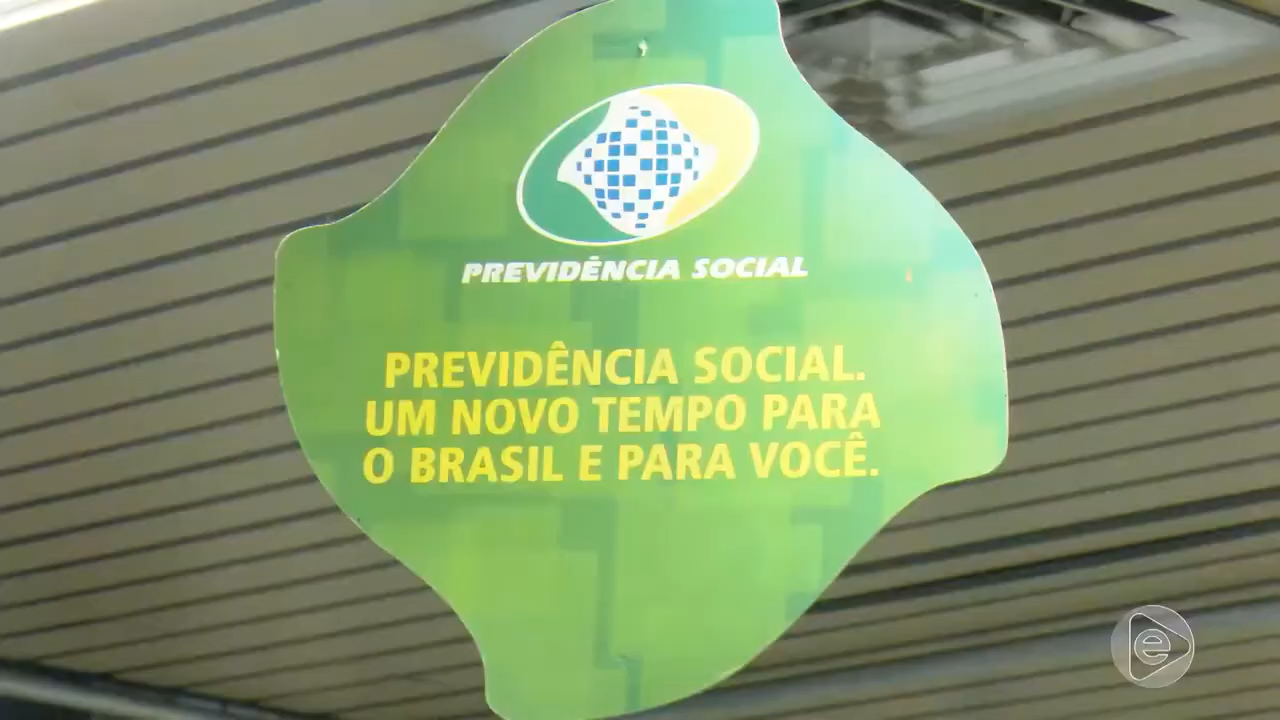 PREVIDÊNCIA SOCIAL
PREVIDÊNCIA SOCIAL.
UM NOVO TEMPO PARA
O BRASIL E PARA VOCÊ.
e